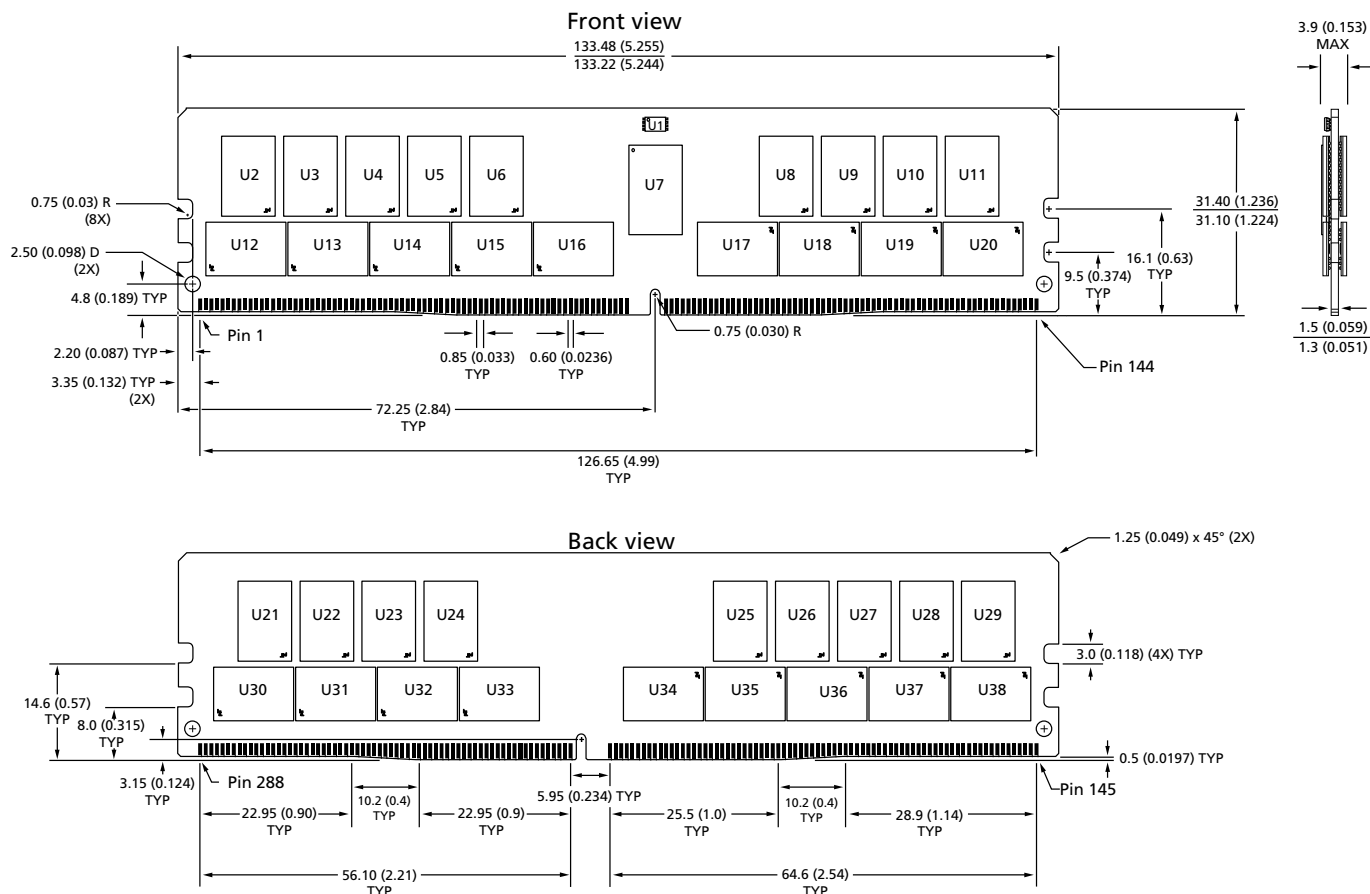 Front view
133.48 (5.255)
133.22 (5.244)
3.9 (0.153)
MAX
U1
U2 U3 U4 U5 U6 U7 U8 U9 U10 U11
0.75 (0.03) R
(8X)
31.40 (1.236)
31.10 (1.224)
U12 U13 U14 U15 U16 U17 U18 U19 U20
2.50 (0.098) D
(2X)
16.1 (0.63)
TYP
9.5 (0.374)
TYP
4.8 (0.189) TYP
Pin 1
0.75 (0.030) R
1.5 (0.059)
1.3 (0.051)
2.20 (0.087) TYP
0.85 (0.033)
TYP
0.60 (0.0236)
TYP
Pin 144
3.35 (0.132) TYP
(2X)
72.25 (2.84)
TYP
126.65 (4.99)
TYP
Back view
1.25 (0.049) x 45° (2X)
U21 U22 U23 U24 U25 U26 U27 U28 U29
3.0 (0.118) (4X) TYP
U30 U31 U32 U33 U34 U35 U36 U37 U38
14.6 (0.57)
TYP
8.0 (0.315)
TYP
0.5 (0.0197) TYP
3.15 (0.124)
TYP
Pin 288
5.95 (0.234) TYP
Pin 145
22.95 (0.90)
TYP
10.2 (0.4)
TYP
22.95 (0.9)
TYP
25.5 (1.0)
TYP
10.2 (0.4)
TYP
28.9 (1.14)
TYP
56.10 (2.21)
TYP
64.6 (2.54)
TYP